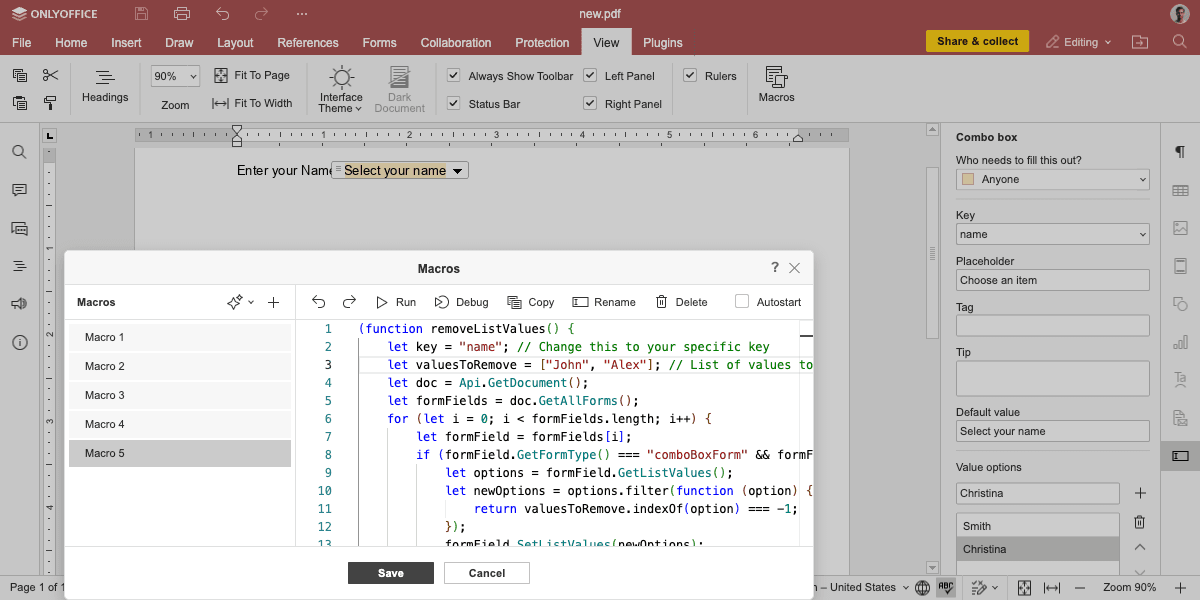 ONLYOFFICE
new.pdf
File Home Insert Draw Layout References Forms Collaboration Protection View Plugins
Share & collect
Editing
Headings
90%
Zoom
Fit To Page
Fit To Width
Interface Theme
Dark Document
Always Show Toolbar
Status Bar
Left Panel
Right Panel
Rulers
Macros
1 1 2 3 4 5 6
Enter your Name Select your name
Macros
?
Macros
Run Debug Copy Rename Delete Autostart
Macro 1
Macro 2
Macro 3
Macro 4
Macro 5
1 (function removeListValues() {
2 let key = "name"; // Change this to your specific key
3 let valuesToRemove = ["John", "Alex"]; // List of values to
4 let doc = Api.GetDocument();
5 let formFields = doc.GetAllForms();
6 for (let i = 0; i < formFields.length; i++) {
7 let formField = formFields[i];
8 if (formField.GetFormType() === "comboBoxForm" && formF
9 let options = formField.GetListValues();
10 let newOptions = options.filter(function (option) {
11 return valuesToRemove.indexOf(option) === -1;
12 });
13 formField.SetListValues(newOptions);
Save
Cancel
Combo box
Who needs to fill this out?
Anyone
Key
name
Placeholder
Choose an item
Tag
Tip
Default value
Select your name
Value options
Christina
Smith
Christina
Page 1 of 1
– United States
ABC
Zoom 90%